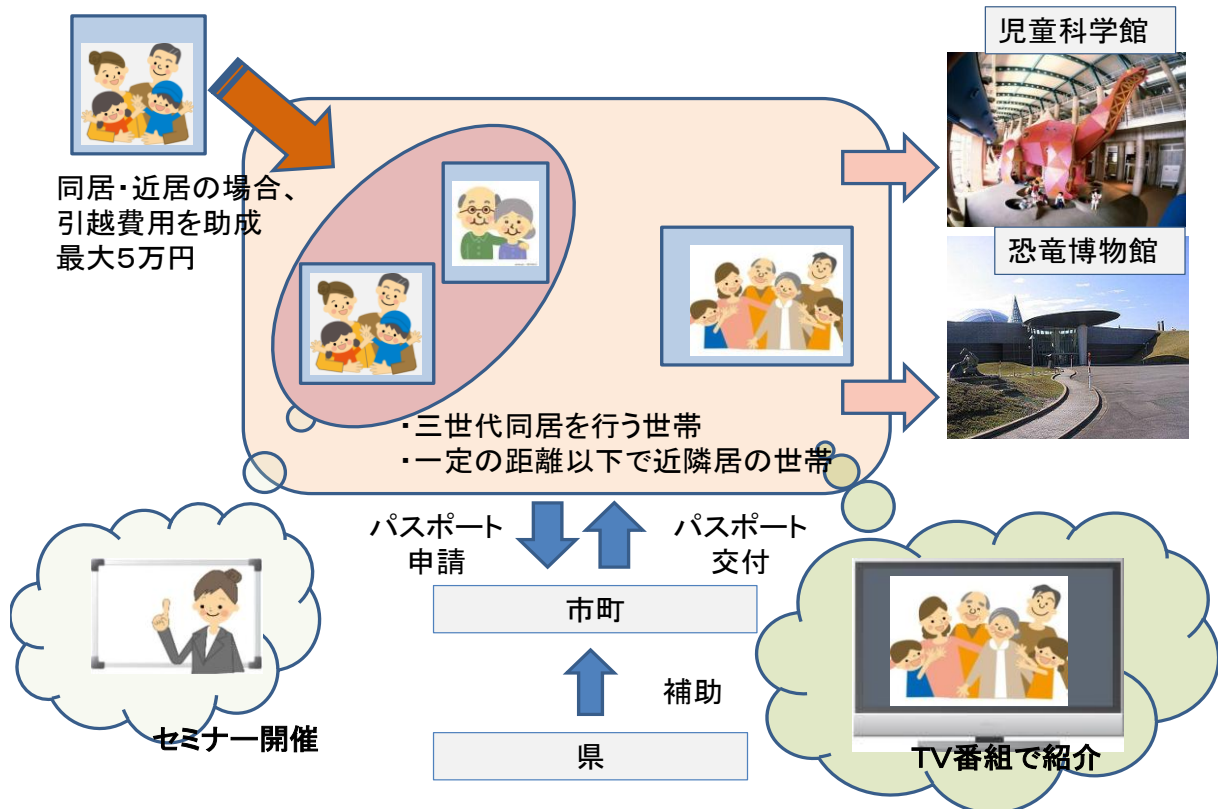 児童科学館
同居・近居の場合、
引越費用を助成
最大5万円
恐竜博物館
・三世代同居を行う世帯
・一定の距離以下で近隣居の世帯
パスポート
申請
パスポート
交付
市町
補助
県
セミナー開催
TV番組で紹介